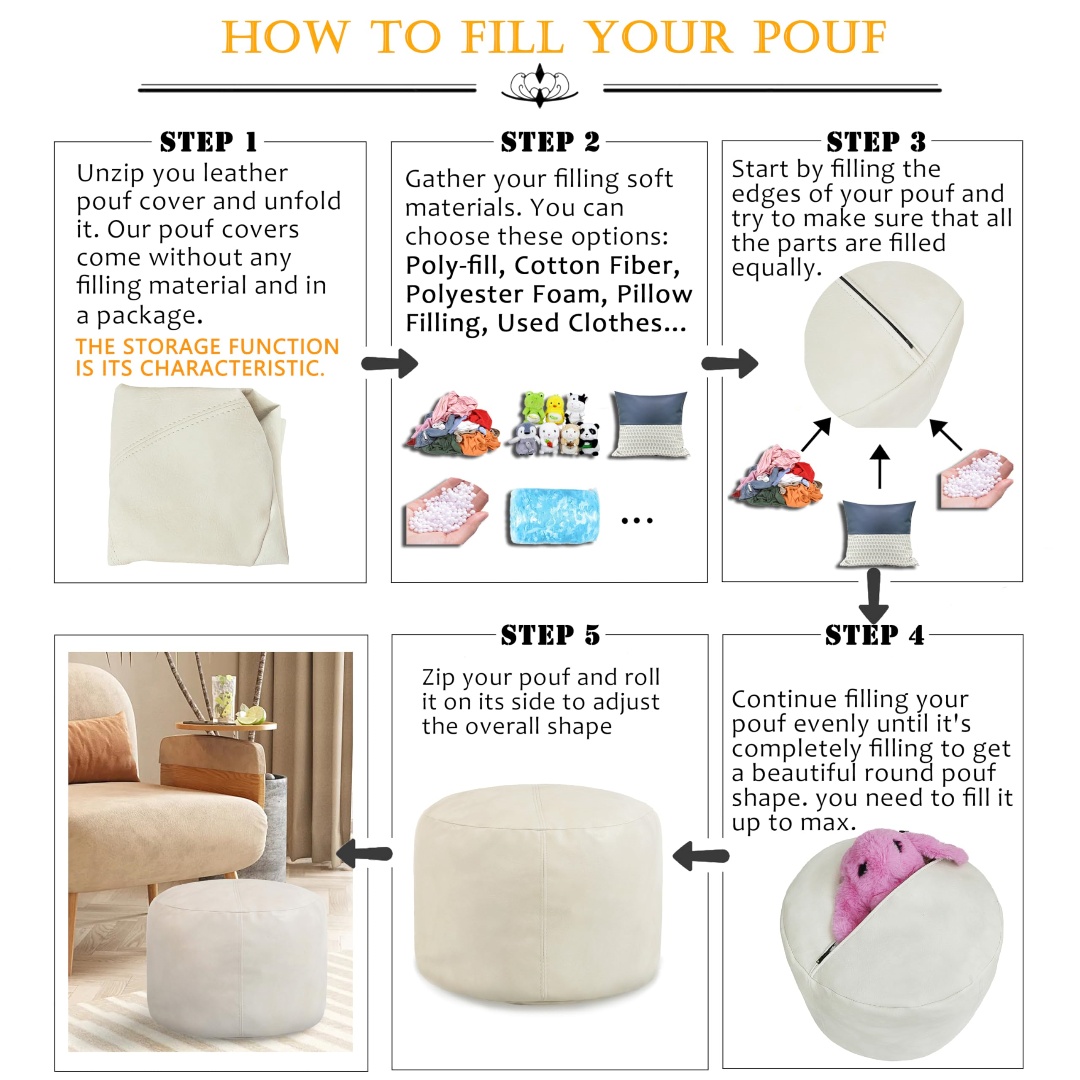 HOW TO FILL YOUR POUF
STEP 1
Unzip you leather
pouf cover and unfold
it. Our pouf covers
come without any
filling material and in
a package.
THE STORAGE FUNCTION
IS ITS CHARACTERISTIC.
STEP 2
Gather your filling soft
materials. You can
choose these options:
Poly-fill, Cotton Fiber,
Polyester Foam, Pillow
Filling, Used Clothes...
...
STEP 3
Start by filling the
edges of your pouf and
try to make sure that all
the parts are filled
equally.
STEP 4
Continue filling your
pouf evenly until it's
completely filling to get
a beautiful round pouf
shape. you need to fill it
up to max.
STEP 5
Zip your pouf and roll
it on its side to adjust
the overall shape